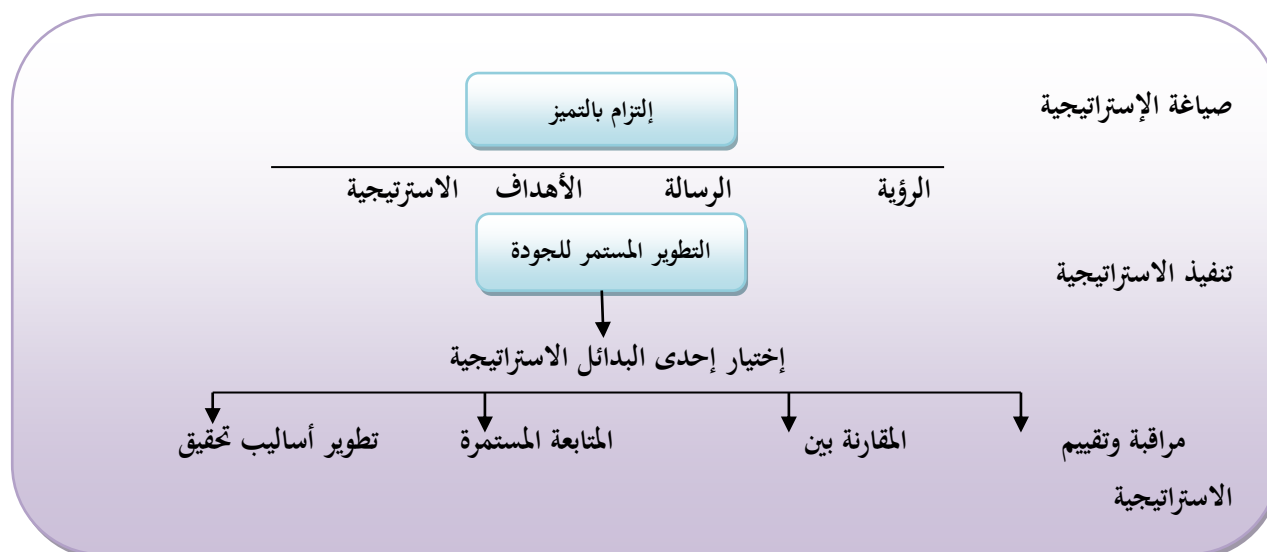 صياغة الإستراتيجية
إلتزام بالتميز
الرؤية الرسالة الأهداف الاسترتيجية
التطوير المستمر للجودة
تنفيذ الاستراتيجية
إختيار إحدى البدائل الاستراتيجية
مراقبة وتقييم المقارنة بين المتابعة المستمرة تطوير أساليب تحقيق
الاستراتيجية